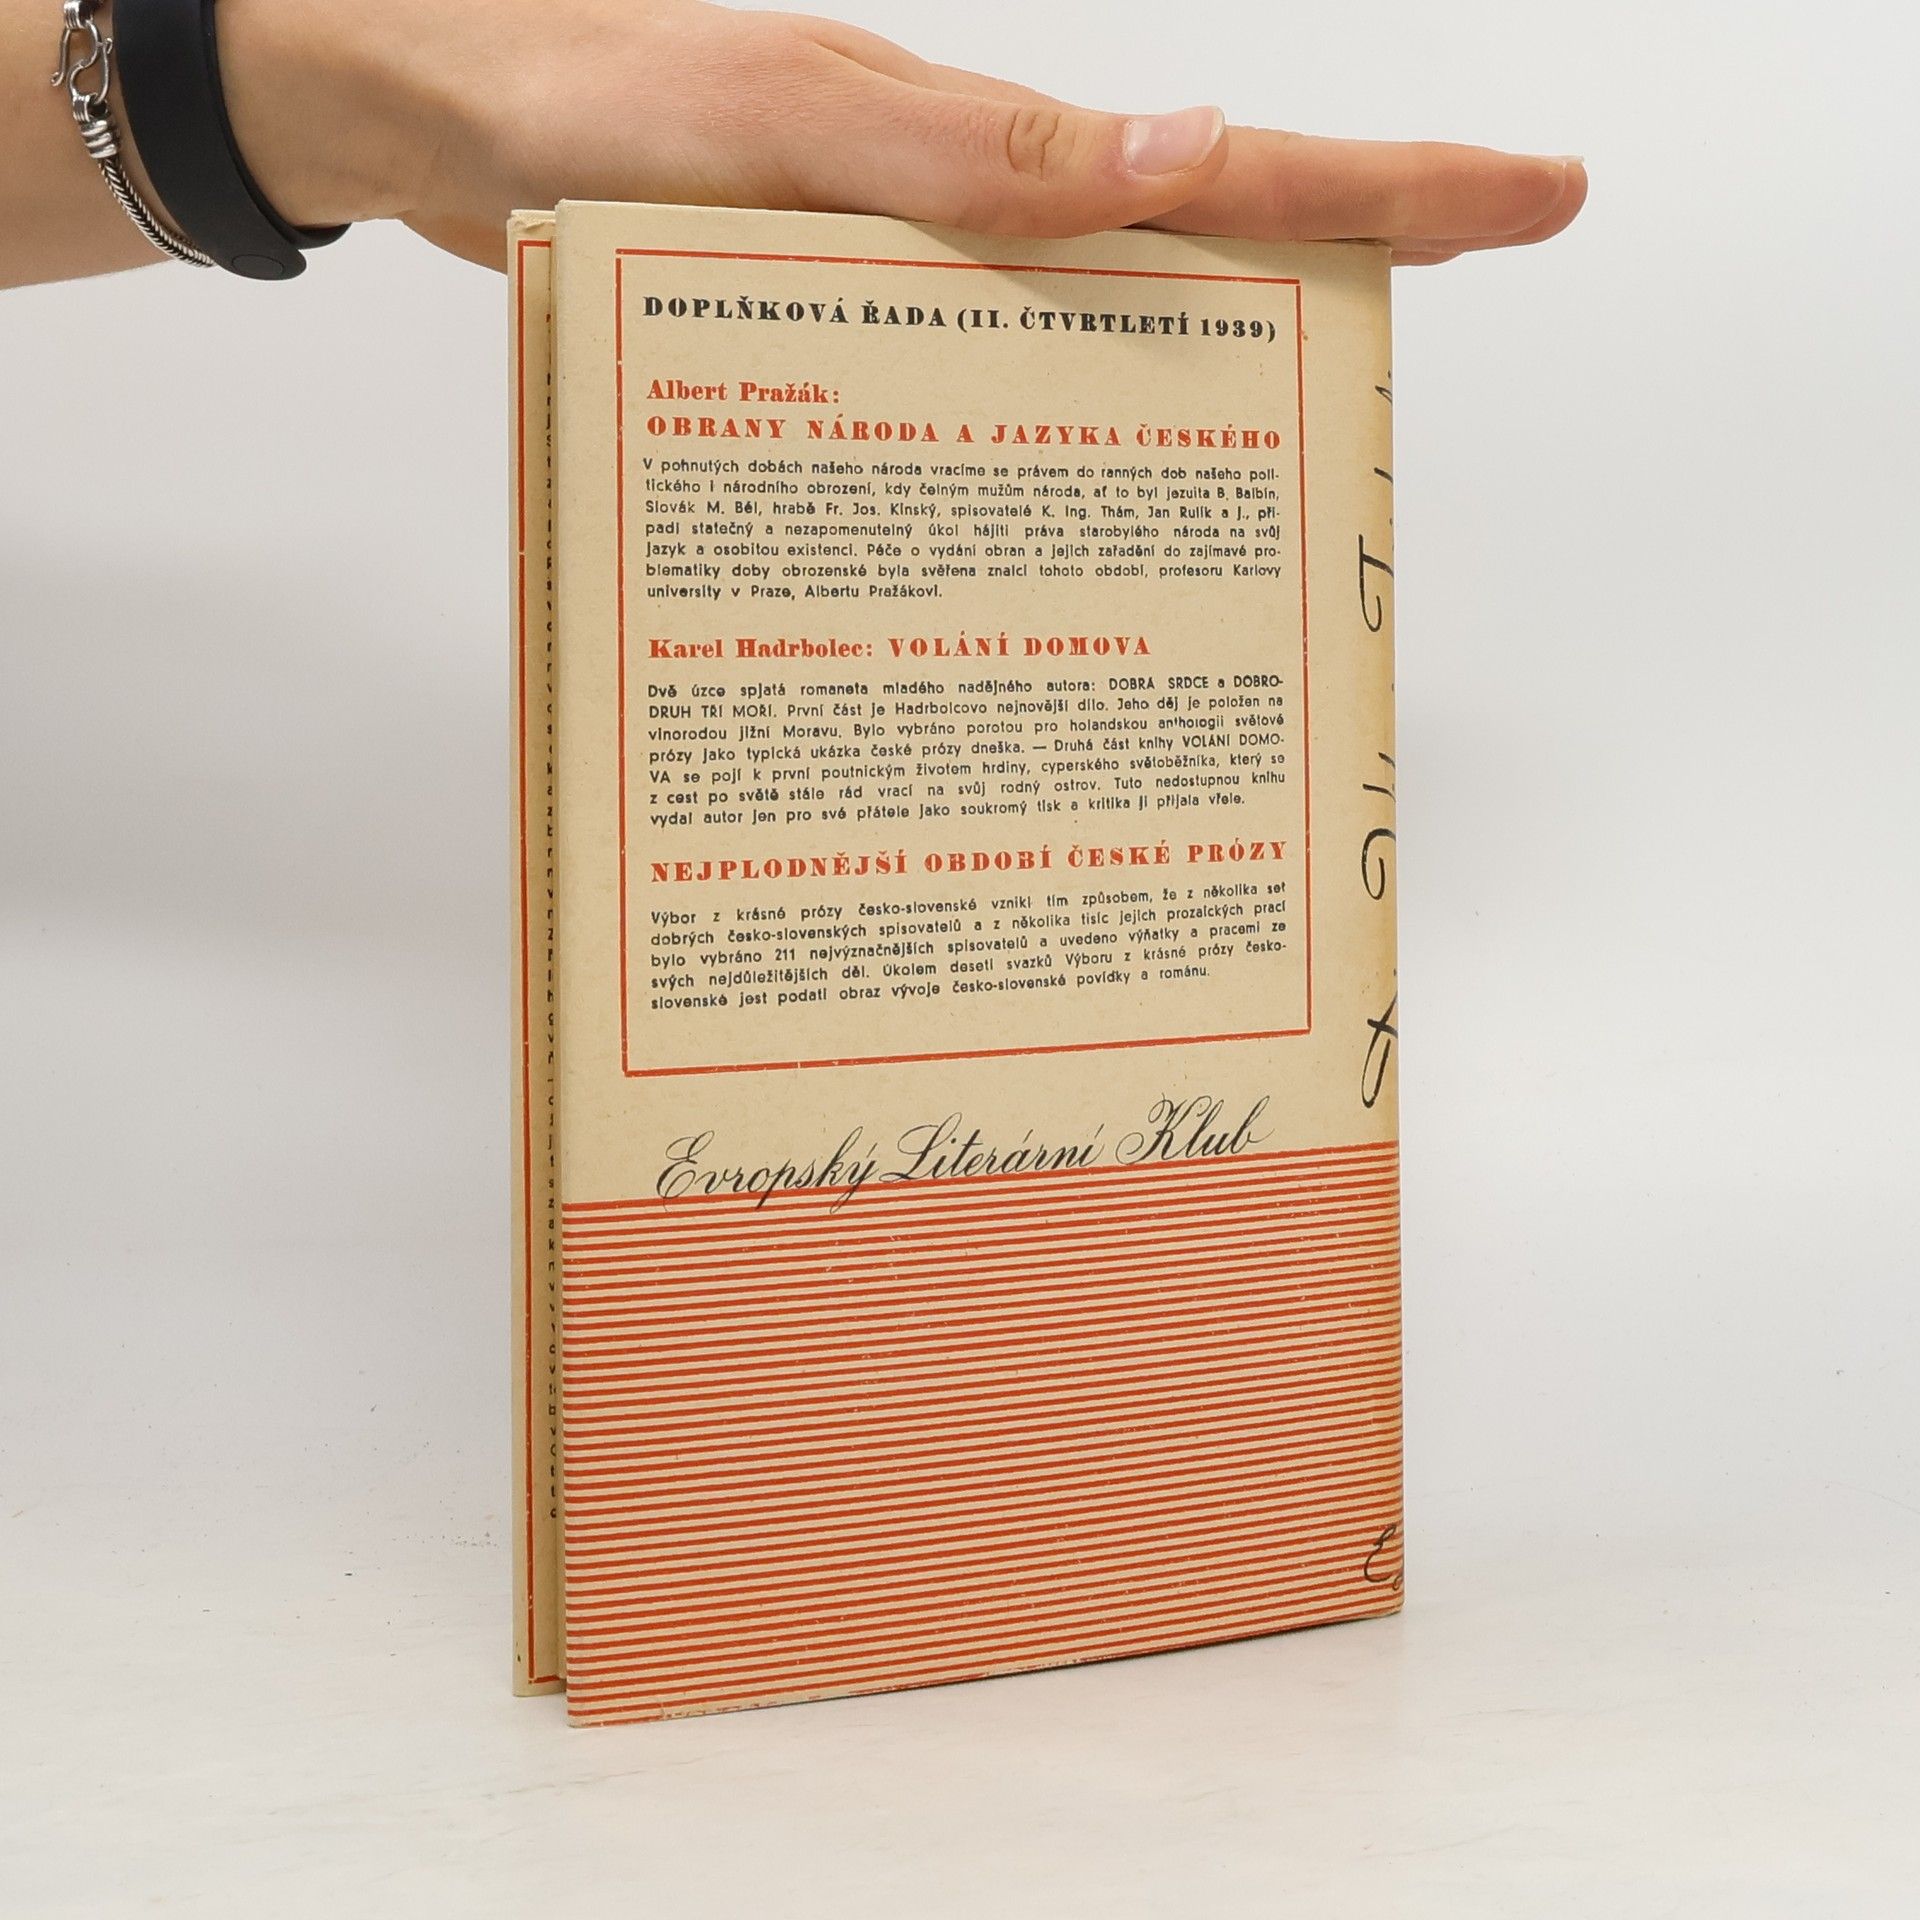 DOPLŇKOVÁ ŘADA (II. ČTVRTLETÍ 1939)
Albert Pražák:
OBRANY NÁRODA A JAZYKA ČESKÉHO
V pohnutých dobách našeho národa vracíme se právem do ranných dob našeho poli-
tického i národního obrození, kdy čelným mužům národa, ať to byl jezuita B. Balbín,
Slovák M. Bél, hrabě Fr. Jos. Kinský, spisovatelé K. Ing. Thám, Jan Rulík a j., při-
padl statečný a nezapomenutelný úkol hájiti práva starobylého národa na svůj
jazyk a osobitou existenci. Péče o vydání obran a jejich zařadění do zajímavé pro-
blematiky doby obrozenské byla svěřena znalci tohoto období, profesoru Karlovy
university v Praze, Albertu Pražákovi.
Karel Hadrbolec: VOLÁNÍ DOMOVA
Dvě úzce spjatá romaneta mladého nadějného autora: DOBRÁ SRDCE a DOBRO-
DRUH TŘÍ MOŘÍ. První část je Hadrbolcovo nejnovější dílo. Jeho děj je položen na
vinorodou jižní Moravu. Bylo vybráno porotou pro holandskou anthologii světové
prózy jako typická ukázka české prózy dneška. — Druhá část knihy VOLÁNÍ DOMO-
VA se pojí k první poutnickým životem hrdiny, cyperského světoběžníka, který se
z cest po světě stále rád vrací na svůj rodný ostrov. Tuto nedostupnou knihu
vydal autor jen pro své přátele jako soukromý tisk a kritika ji přijala vřele.
NEJPLODNĚJŠÍ OBDOBÍ ČESKÉ PRÓZY
Výbor z krásné prózy česko-slovenské vznikl tím způsobem, že z několika set
dobrých česko-slovenských spisovatelů a z několika tisíc jejich prozaických prací
bylo vybráno 211 nejvýznačnějších spisovatelů a uvedeno výňatky a pracemi ze
svých nejdůležitějších děl. Úkolem deseti svazků Výboru z krásné prózy česko-
slovenské jest podati obraz vývoje česko-slovenské povídky a románu.
Evropský Literární Klub